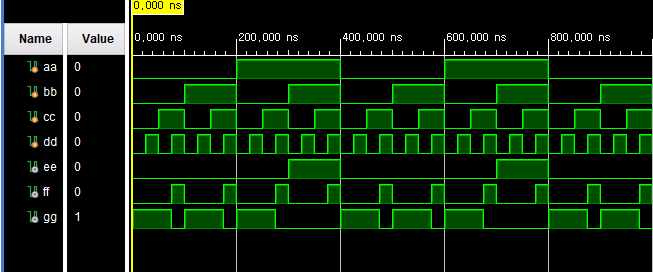 0,000 ns
Name Value 0,000 ns 200,000 ns 400,000 ns 600,000 ns 800,000 ns
aa 0
bb 0
cc 0
dd 0
ee 0
ff 0
gg 1